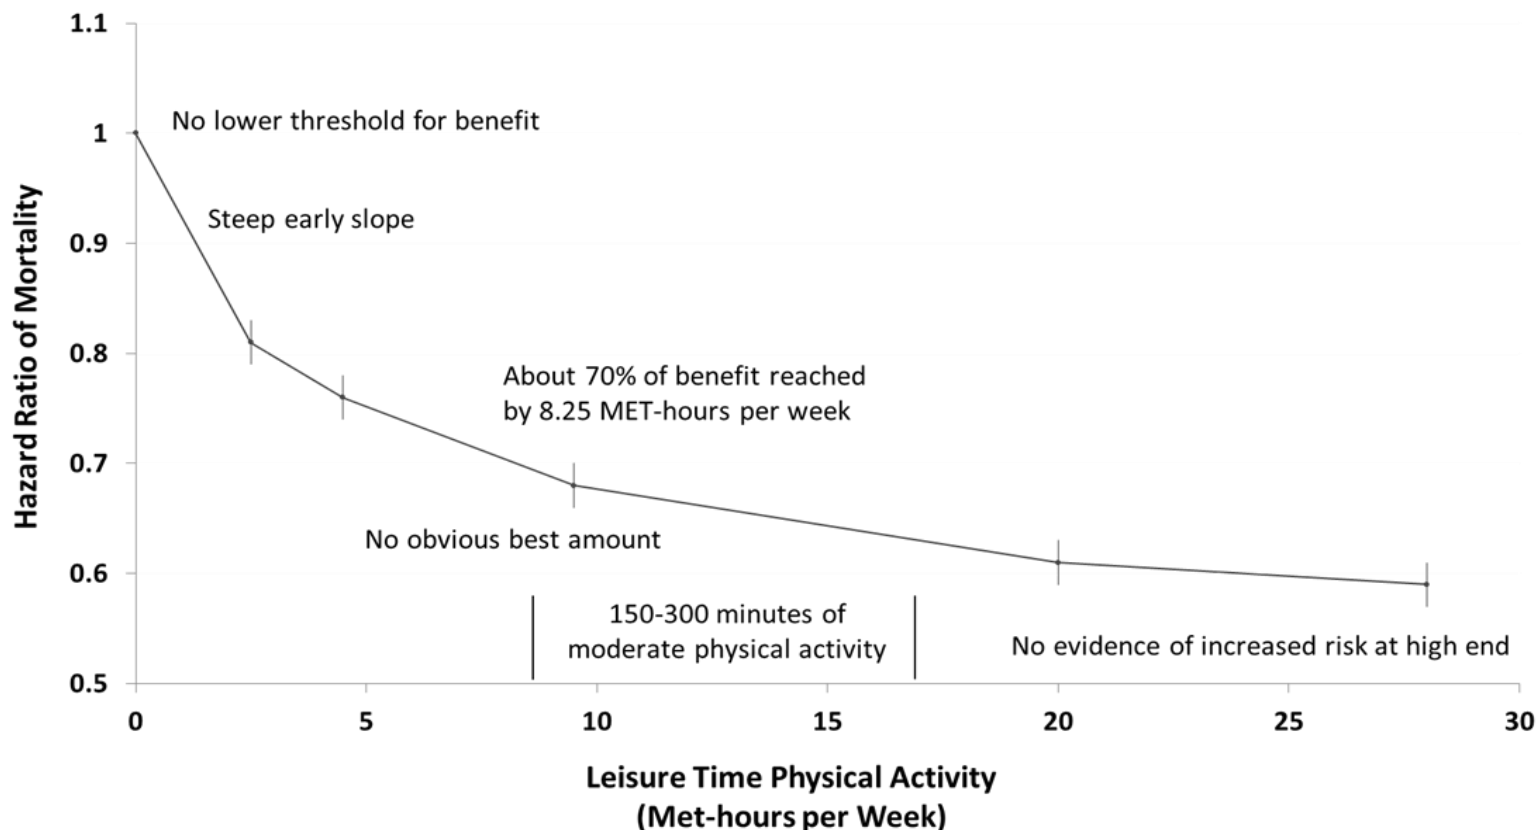 1.1
No lower threshold for benefit
1
Steep early slope
0.9
0.8
About 70% of benefit reached
by 8.25 MET-hours per week
0.7
No obvious best amount
0.6
150-300 minutes of
moderate physical activity
No evidence of increased risk at high end
0.5
Hazard Ratio of Mortality
0 5 10 15 20 25 30
Leisure Time Physical Activity
(Met-hours per Week)